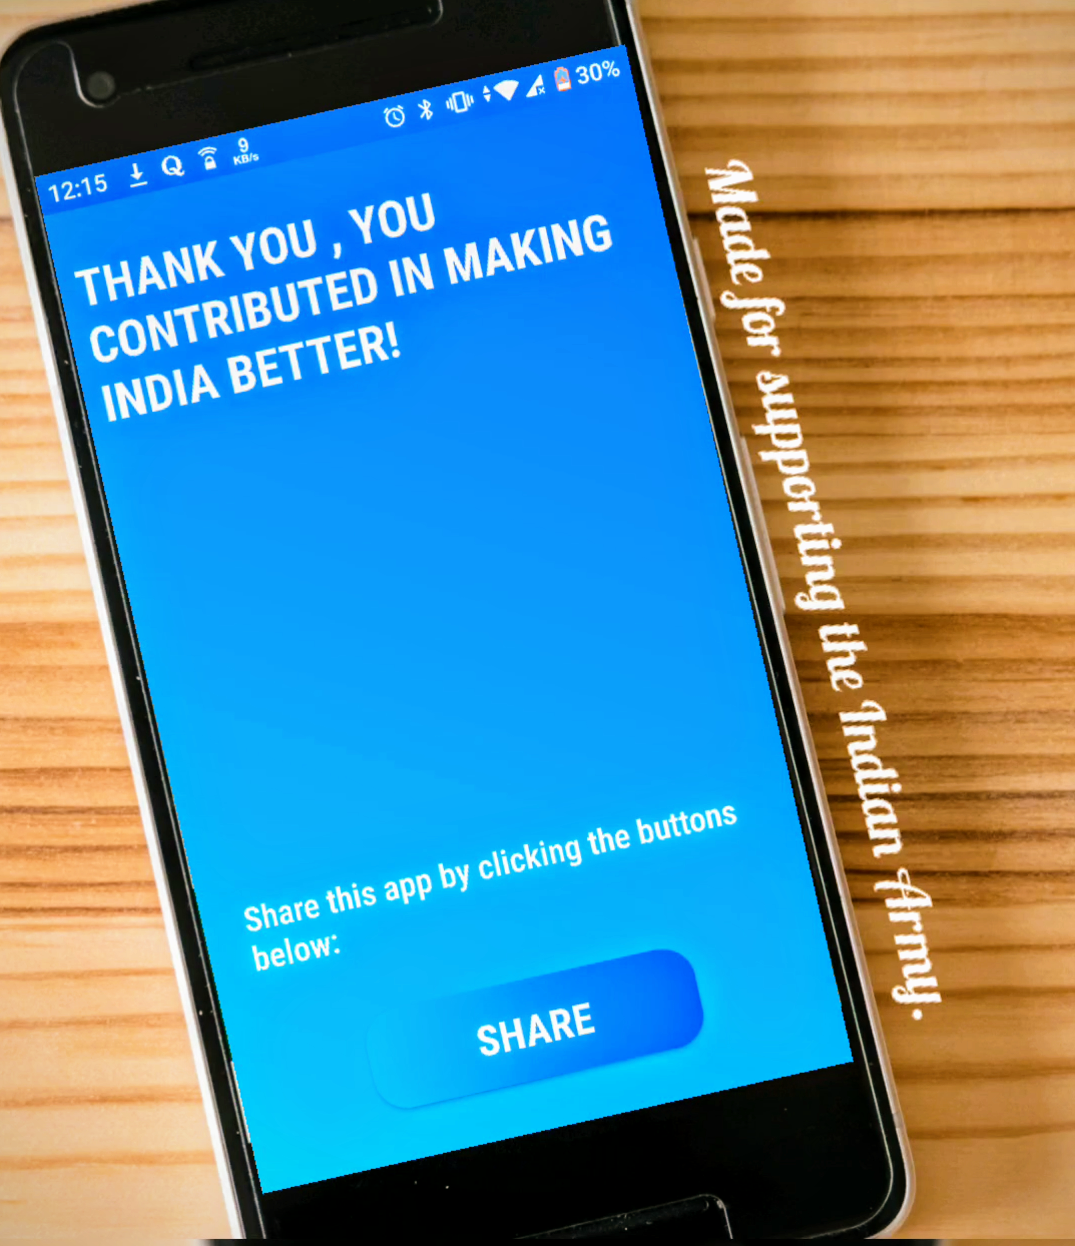 12:15 Q 9 KB/s 30%
THANK YOU , YOU
CONTRIBUTED IN MAKING
INDIA BETTER!
Share this app by clicking the buttons
below:
SHARE
Made for supporting the Indian Army.